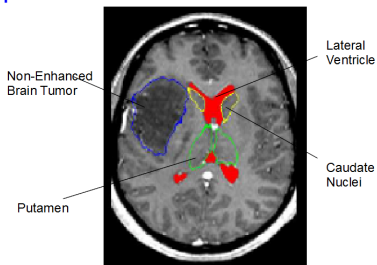 Lateral
Ventricle
Non-Enhanced
Brain Tumor
Caudate
Nuclei
Putamen